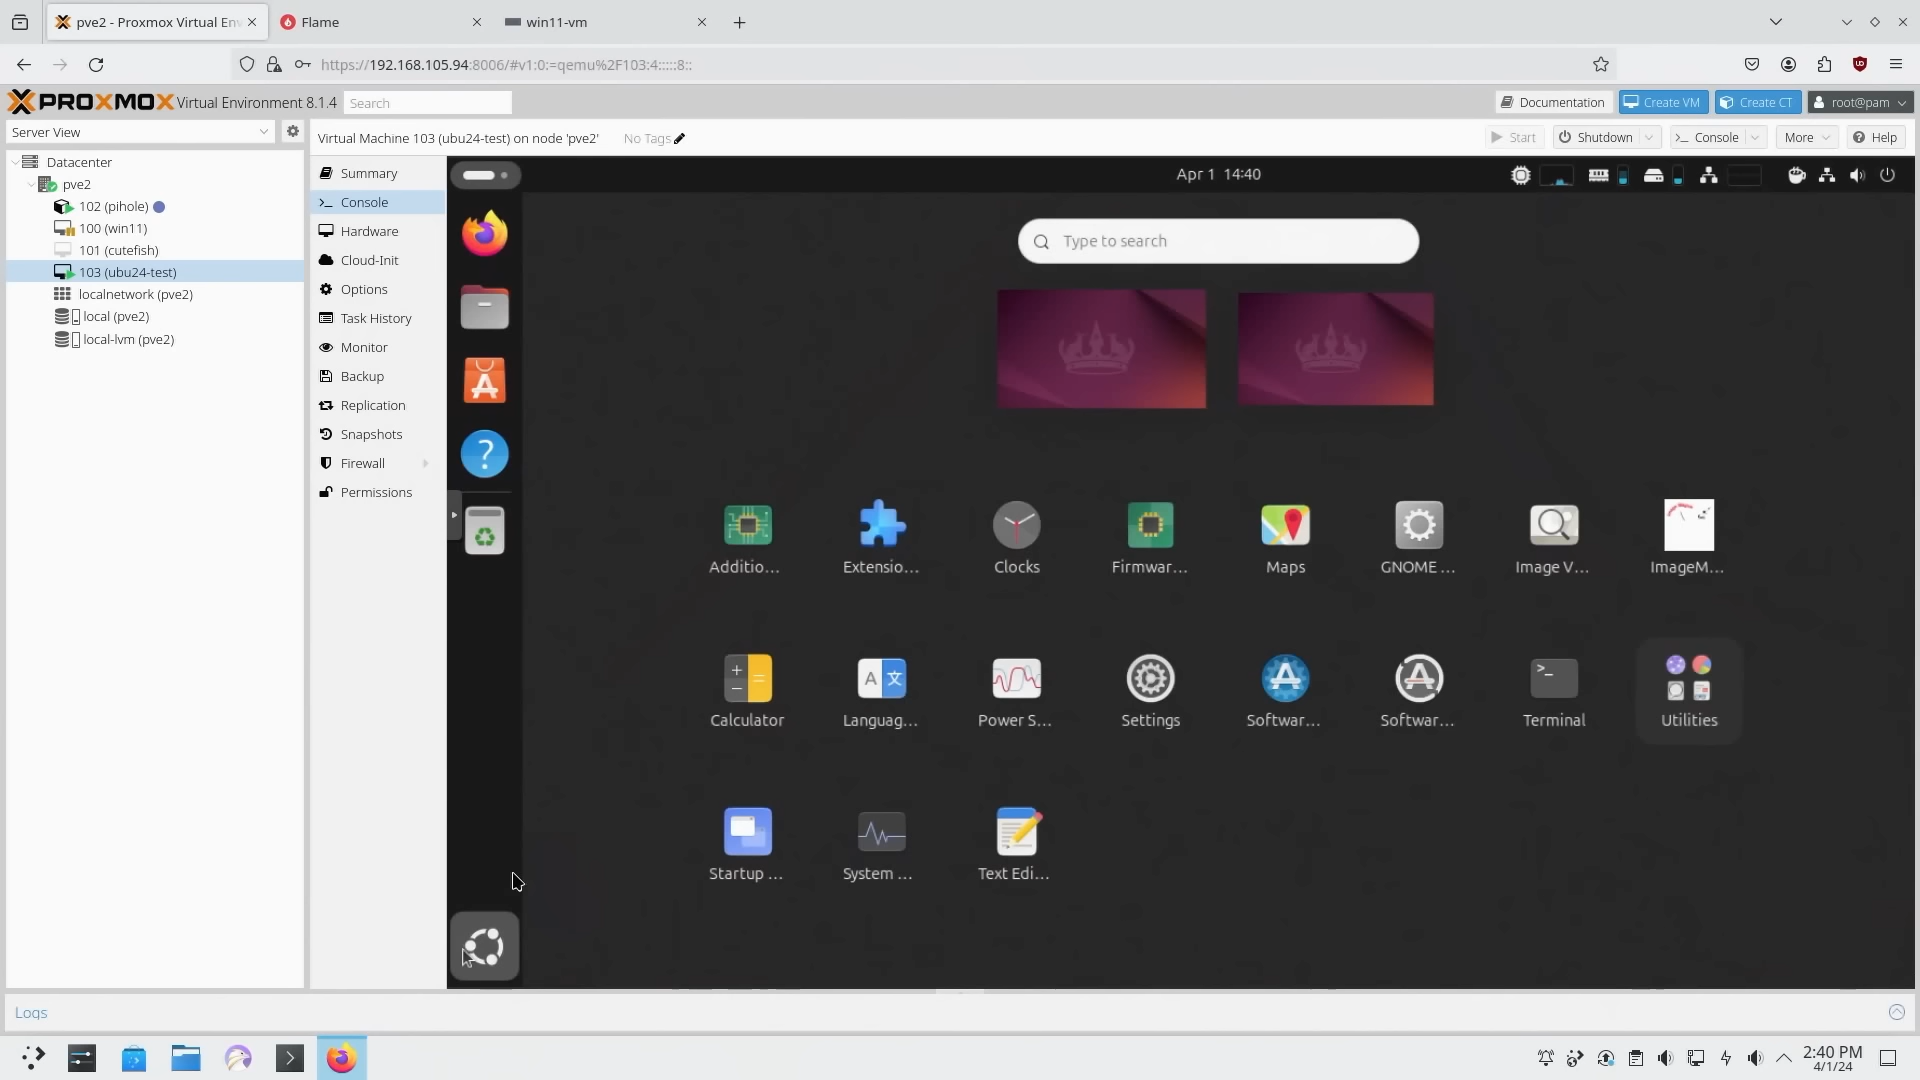 pve2 - Proxmox Virtual En
Flame
win11-vm
https://192.168.105.94:8006/#v1:0:=qemu%2F103:4:::::8::
PROXMOX Virtual Environment 8.1.4
Search
Documentation
Create VM
Create CT
root@pam
Server View
Virtual Machine 103 (ubu24-test) on node 'pve2'
No Tags
Start
Shutdown
Console
More
Help
Datacenter
pve2
102 (pihole)
100 (win11)
101 (cutefish)
103 (ubu24-test)
localnetwork (pve2)
local (pve2)
local-lvm (pve2)
Summary
Console
Hardware
Cloud-Init
Options
Task History
Monitor
Backup
Replication
Snapshots
Firewall
Permissions
Apr 1 14:40
Type to search
Additio...
Extensio...
Clocks
Firmwar...
Maps
GNOME ...
Image V...
ImageM...
Calculator
Languag...
Power S...
Settings
Softwar...
Softwar...
Terminal
Utilities
Startup ...
System ...
Text Edi...
Logs
2:40 PM
4/1/24